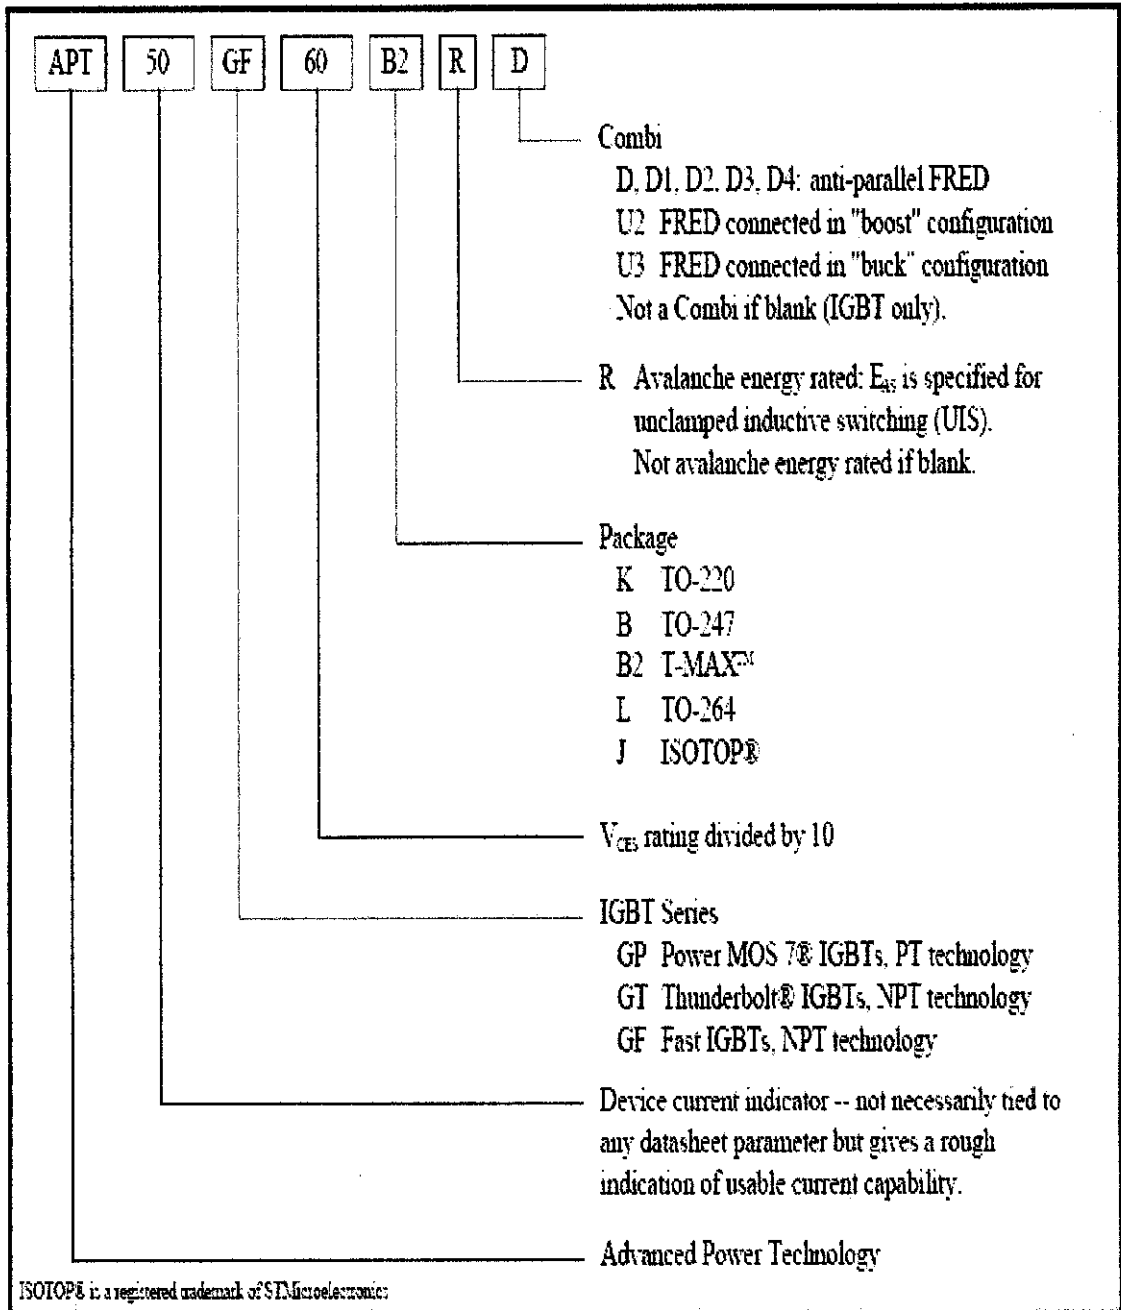 APT 50 GF 60 B2 R D
Combi
D, D1, D2, D3, D4: anti-parallel FRED
U2 FRED connected in "boost" configuration
U3 FRED connected in "buck" configuration
Not a Combi if blank (IGBT only).
R Avalanche energy rated: EAS is specified for
unclamped inductive switching (UIS).
Not avalanche energy rated if blank.
Package
K TO-220
B TO-247
B2 T-MAX™
L TO-264
J ISOTOP®
VCES rating divided by 10
IGBT Series
GP Power MOS 7® IGBTs, PT technology
GT Thunderbolt® IGBTs, NPT technology
GF Fast IGBTs, NPT technology
Device current indicator -- not necessarily tied to
any datasheet parameter but gives a rough
indication of usable current capability.
Advanced Power Technology
ISOTOP® is a registered trademark of STMicroelectronics